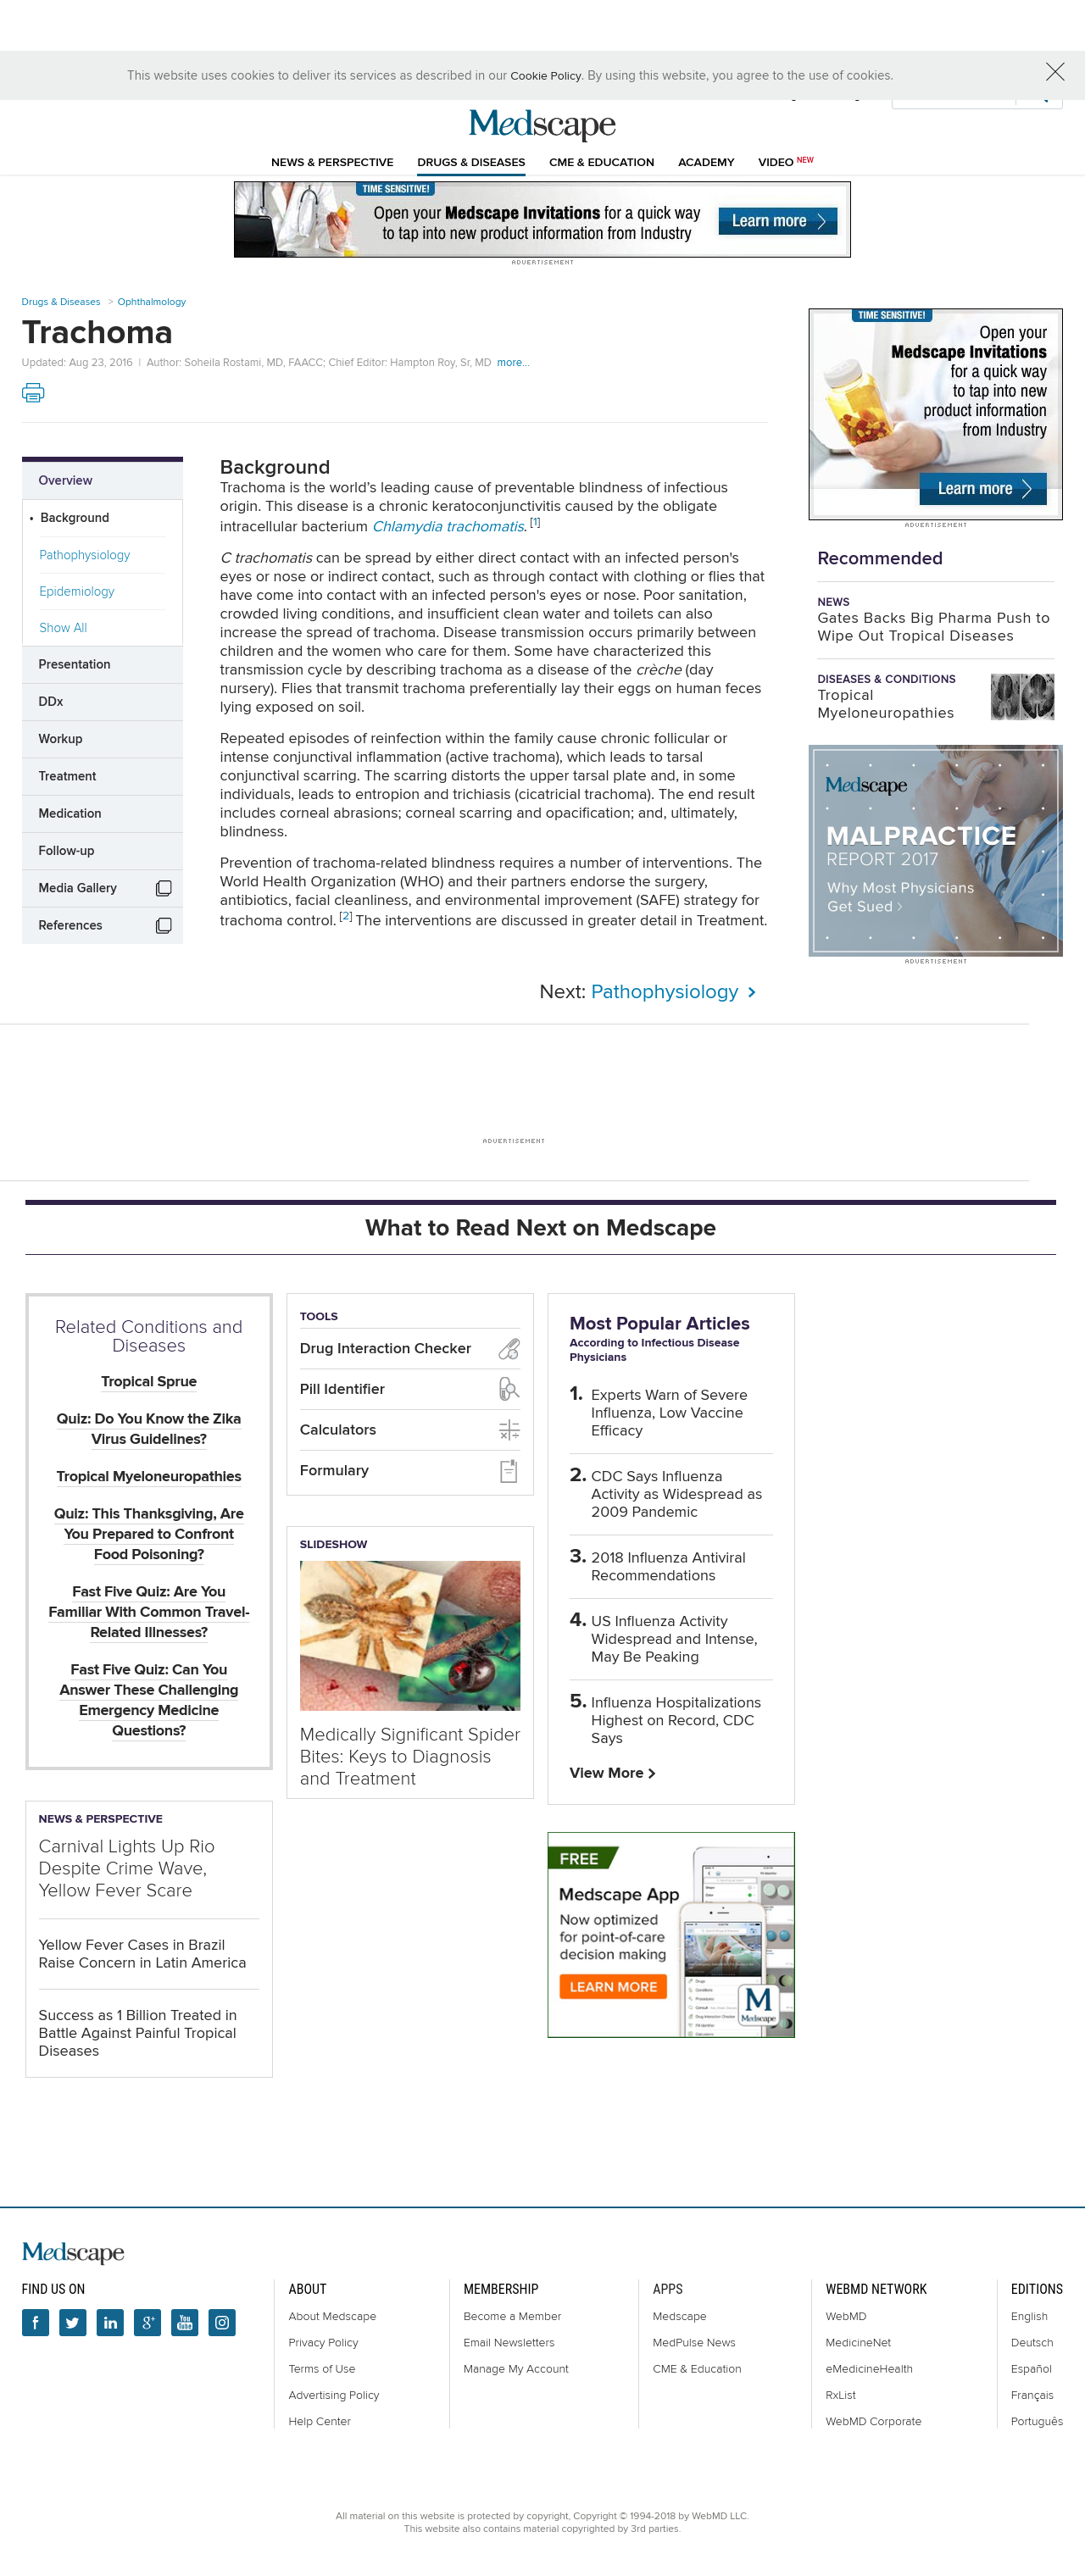 This website uses cookies to deliver its services as described in our Cookie Policy. By using this website, you agree to the use of cookies.
Medscape
NEWS & PERSPECTIVE DRUGS & DISEASES CME & EDUCATION ACADEMY VIDEO NEW
TIME SENSITIVE!
Open your Medscape Invitations for a quick way
to tap into new product information from Industry
Learn more
ADVERTISEMENT
Drugs & Diseases > Ophthalmology
Trachoma
Updated: Aug 23, 2016 | Author: Soheila Rostami, MD, FAACC; Chief Editor: Hampton Roy, Sr, MD more...
Overview
• Background
Pathophysiology
Epidemiology
Show All
Presentation
DDx
Workup
Treatment
Medication
Follow-up
Media Gallery
References
Background
Trachoma is the world's leading cause of preventable blindness of infectious
origin. This disease is a chronic keratoconjunctivitis caused by the obligate
intracellular bacterium Chlamydia trachomatis. [1]
C trachomatis can be spread by either direct contact with an infected person's
eyes or nose or indirect contact, such as through contact with clothing or flies that
have come into contact with an infected person's eyes or nose. Poor sanitation,
crowded living conditions, and insufficient clean water and toilets can also
increase the spread of trachoma. Disease transmission occurs primarily between
children and the women who care for them. Some have characterized this
transmission cycle by describing trachoma as a disease of the crèche (day
nursery). Flies that transmit trachoma preferentially lay their eggs on human feces
lying exposed on soil.
Repeated episodes of reinfection within the family cause chronic follicular or
intense conjunctival inflammation (active trachoma), which leads to tarsal
conjunctival scarring. The scarring distorts the upper tarsal plate and, in some
individuals, leads to entropion and trichiasis (cicatricial trachoma). The end result
includes corneal abrasions; corneal scarring and opacification; and, ultimately,
blindness.
Prevention of trachoma-related blindness requires a number of interventions. The
World Health Organization (WHO) and their partners endorse the surgery,
antibiotics, facial cleanliness, and environmental improvement (SAFE) strategy for
trachoma control. [2] The interventions are discussed in greater detail in Treatment.
Next: Pathophysiology
TIME SENSITIVE!
Open your
Medscape Invitations
for a quick way
to tap into new
product information
from Industry
Learn more
ADVERTISEMENT
Recommended
NEWS
Gates Backs Big Pharma Push to
Wipe Out Tropical Diseases
DISEASES & CONDITIONS
Tropical
Myeloneuropathies
Medscape
MALPRACTICE
REPORT 2017
Why Most Physicians
Get Sued
ADVERTISEMENT
ADVERTISEMENT
What to Read Next on Medscape
Related Conditions and
Diseases
Tropical Sprue
Quiz: Do You Know the Zika
Virus Guidelines?
Tropical Myeloneuropathies
Quiz: This Thanksgiving, Are
You Prepared to Confront
Food Poisoning?
Fast Five Quiz: Are You
Familiar With Common Travel-
Related Illnesses?
Fast Five Quiz: Can You
Answer These Challenging
Emergency Medicine
Questions?
NEWS & PERSPECTIVE
Carnival Lights Up Rio
Despite Crime Wave,
Yellow Fever Scare
Yellow Fever Cases in Brazil
Raise Concern in Latin America
Success as 1 Billion Treated in
Battle Against Painful Tropical
Diseases
TOOLS
Drug Interaction Checker
Pill Identifier
Calculators
Formulary
SLIDESHOW
Medically Significant Spider
Bites: Keys to Diagnosis
and Treatment
Most Popular Articles
According to Infectious Disease
Physicians
1. Experts Warn of Severe
Influenza, Low Vaccine
Efficacy
2. CDC Says Influenza
Activity as Widespread as
2009 Pandemic
3. 2018 Influenza Antiviral
Recommendations
4. US Influenza Activity
Widespread and Intense,
May Be Peaking
5. Influenza Hospitalizations
Highest on Record, CDC
Says
View More
FREE
Medscape App
Now optimized
for point-of-care
decision making
LEARN MORE
M
Medscape
Medscape
FIND US ON
ABOUT
About Medscape
Privacy Policy
Terms of Use
Advertising Policy
Help Center
MEMBERSHIP
Become a Member
Email Newsletters
Manage My Account
APPS
Medscape
MedPulse News
CME & Education
WEBMD NETWORK
WebMD
MedicineNet
eMedicineHealth
RxList
WebMD Corporate
EDITIONS
English
Deutsch
Español
Français
Português
All material on this website is protected by copyright, Copyright © 1994-2018 by WebMD LLC.
This website also contains material copyrighted by 3rd parties.